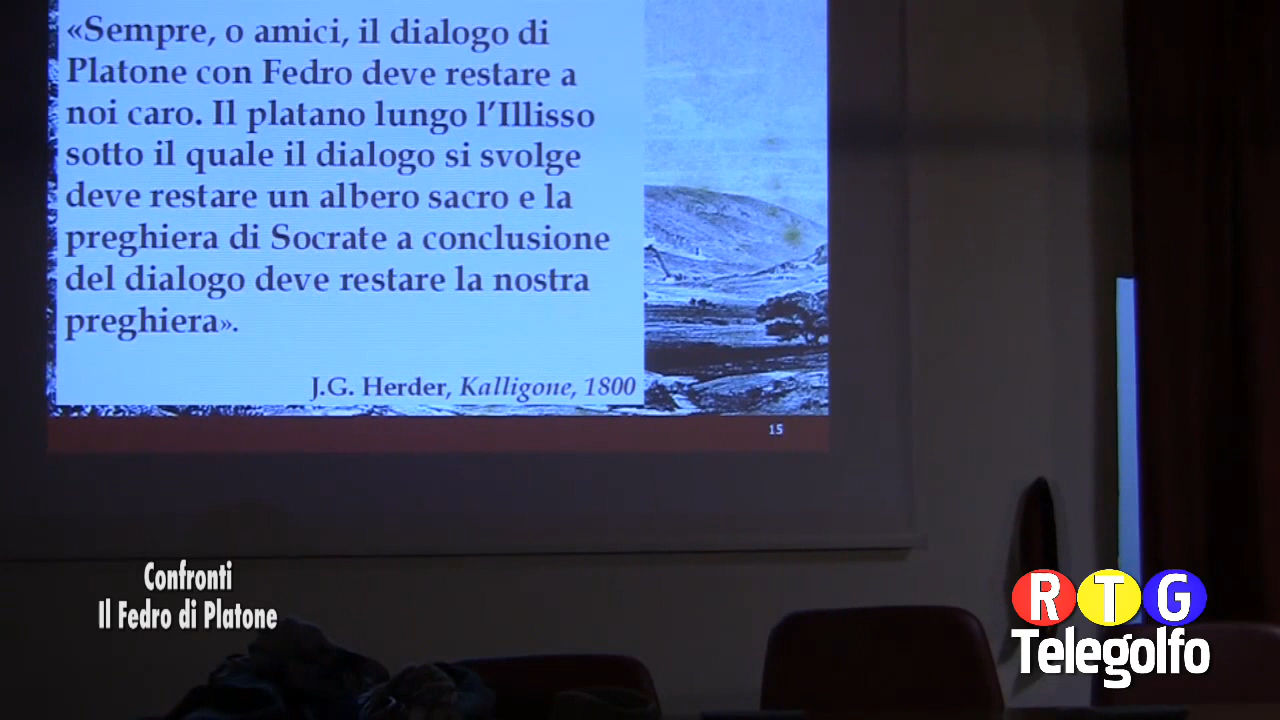 «Sempre, o amici, il dialogo di
Platone con Fedro deve restare a
noi caro. Il platano lungo l’Illisso
sotto il quale il dialogo si svolge
deve restare un albero sacro e la
preghiera di Socrate a conclusione
del dialogo deve restare la nostra
preghiera».
J.G. Herder, Kalligone, 1800
15
Confronti
Il Fedro di Platone
RTG
Telegolfo